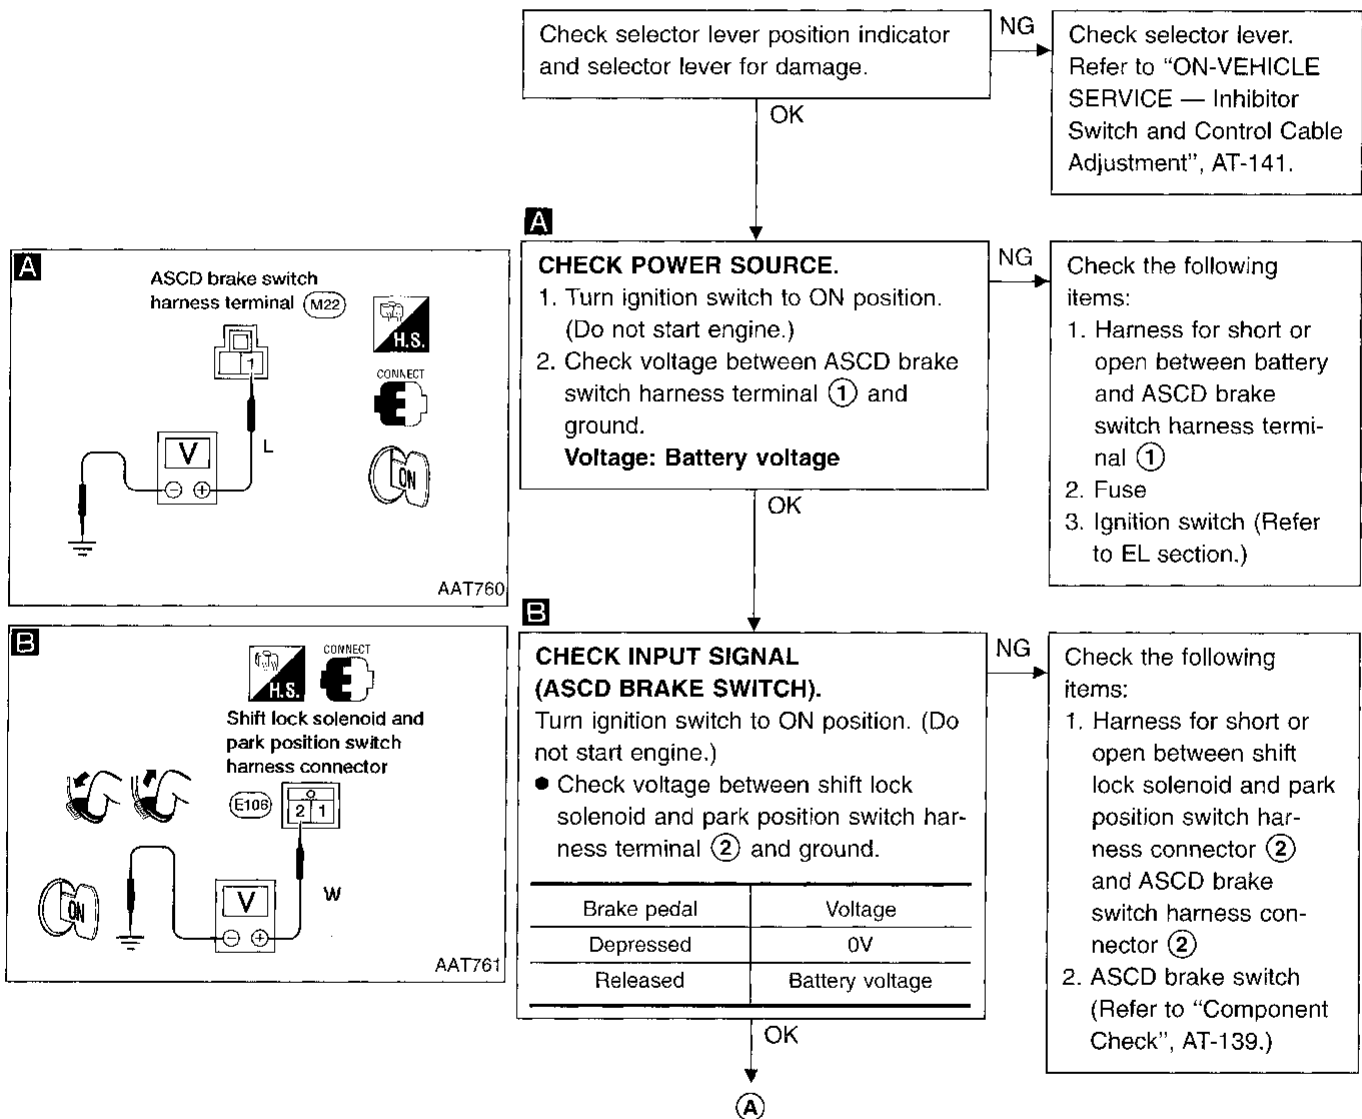 Check selector lever position indicator
and selector lever for damage.
NG
Check selector lever.
Refer to “ON-VEHICLE
SERVICE — Inhibitor
Switch and Control Cable
Adjustment”, AT-141.
OK
A
ASCD brake switch
harness terminal M22
H.S.
CONNECT
1
V
L
ON
AAT760
A
CHECK POWER SOURCE.
1. Turn ignition switch to ON position.
(Do not start engine.)
2. Check voltage between ASCD brake
switch harness terminal ① and
ground.
Voltage: Battery voltage
NG
Check the following
items:
1. Harness for short or
open between battery
and ASCD brake
switch harness termi-
nal ①
2. Fuse
3. Ignition switch (Refer
to EL section.)
OK
B
H.S.
CONNECT
Shift lock solenoid and
park position switch
harness connector
E106
2 1
ON
V
W
AAT761
B
CHECK INPUT SIGNAL
(ASCD BRAKE SWITCH).
Turn ignition switch to ON position. (Do
not start engine.)
● Check voltage between shift lock
solenoid and park position switch har-
ness terminal ② and ground.
Brake pedal Voltage
Depressed 0V
Released Battery voltage
NG
Check the following
items:
1. Harness for short or
open between shift
lock solenoid and park
position switch har-
ness connector ②
and ASCD brake
switch harness con-
nector ②
2. ASCD brake switch
(Refer to “Component
Check”, AT-139.)
OK
Ⓐ